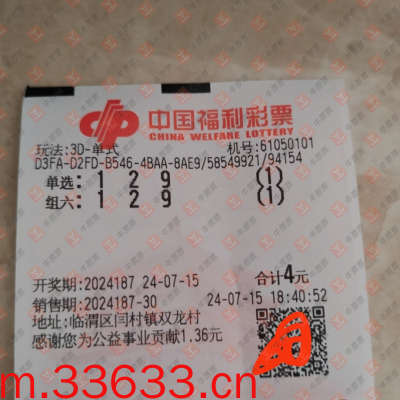 中国福利彩票
CHINA WELFARE LOTTERY
玩法:3D-单式 机号:61050101
D3FA-D2FD-B546-4BAA-8AE9/58549921/94154
单选: 1 2 9 (1)
组六: 1 2 9 (1)
开奖期:2024187 24-07-15 合计4元
销售期:2024187-30 24-07-15 18:40:52
地址:临渭区闫村镇双龙村
感谢您为公益事业贡献1.36元
m.33633.cn